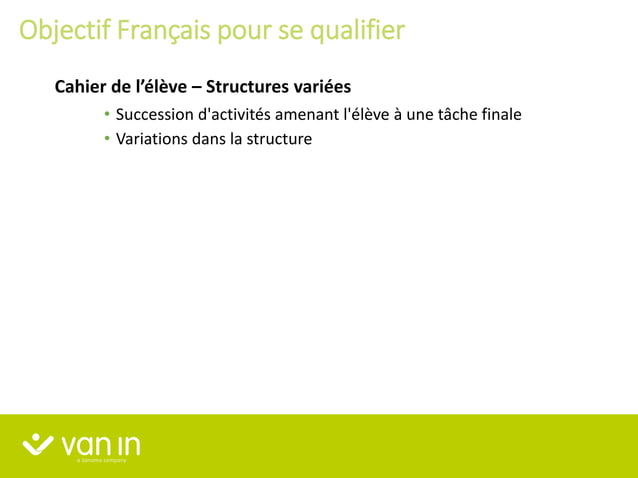 Objectif Français pour se qualifier
Cahier de l’élève – Structures variées
• Succession d'activités amenant l'élève à une tâche finale
• Variations dans la structure
van in
a sanoma company